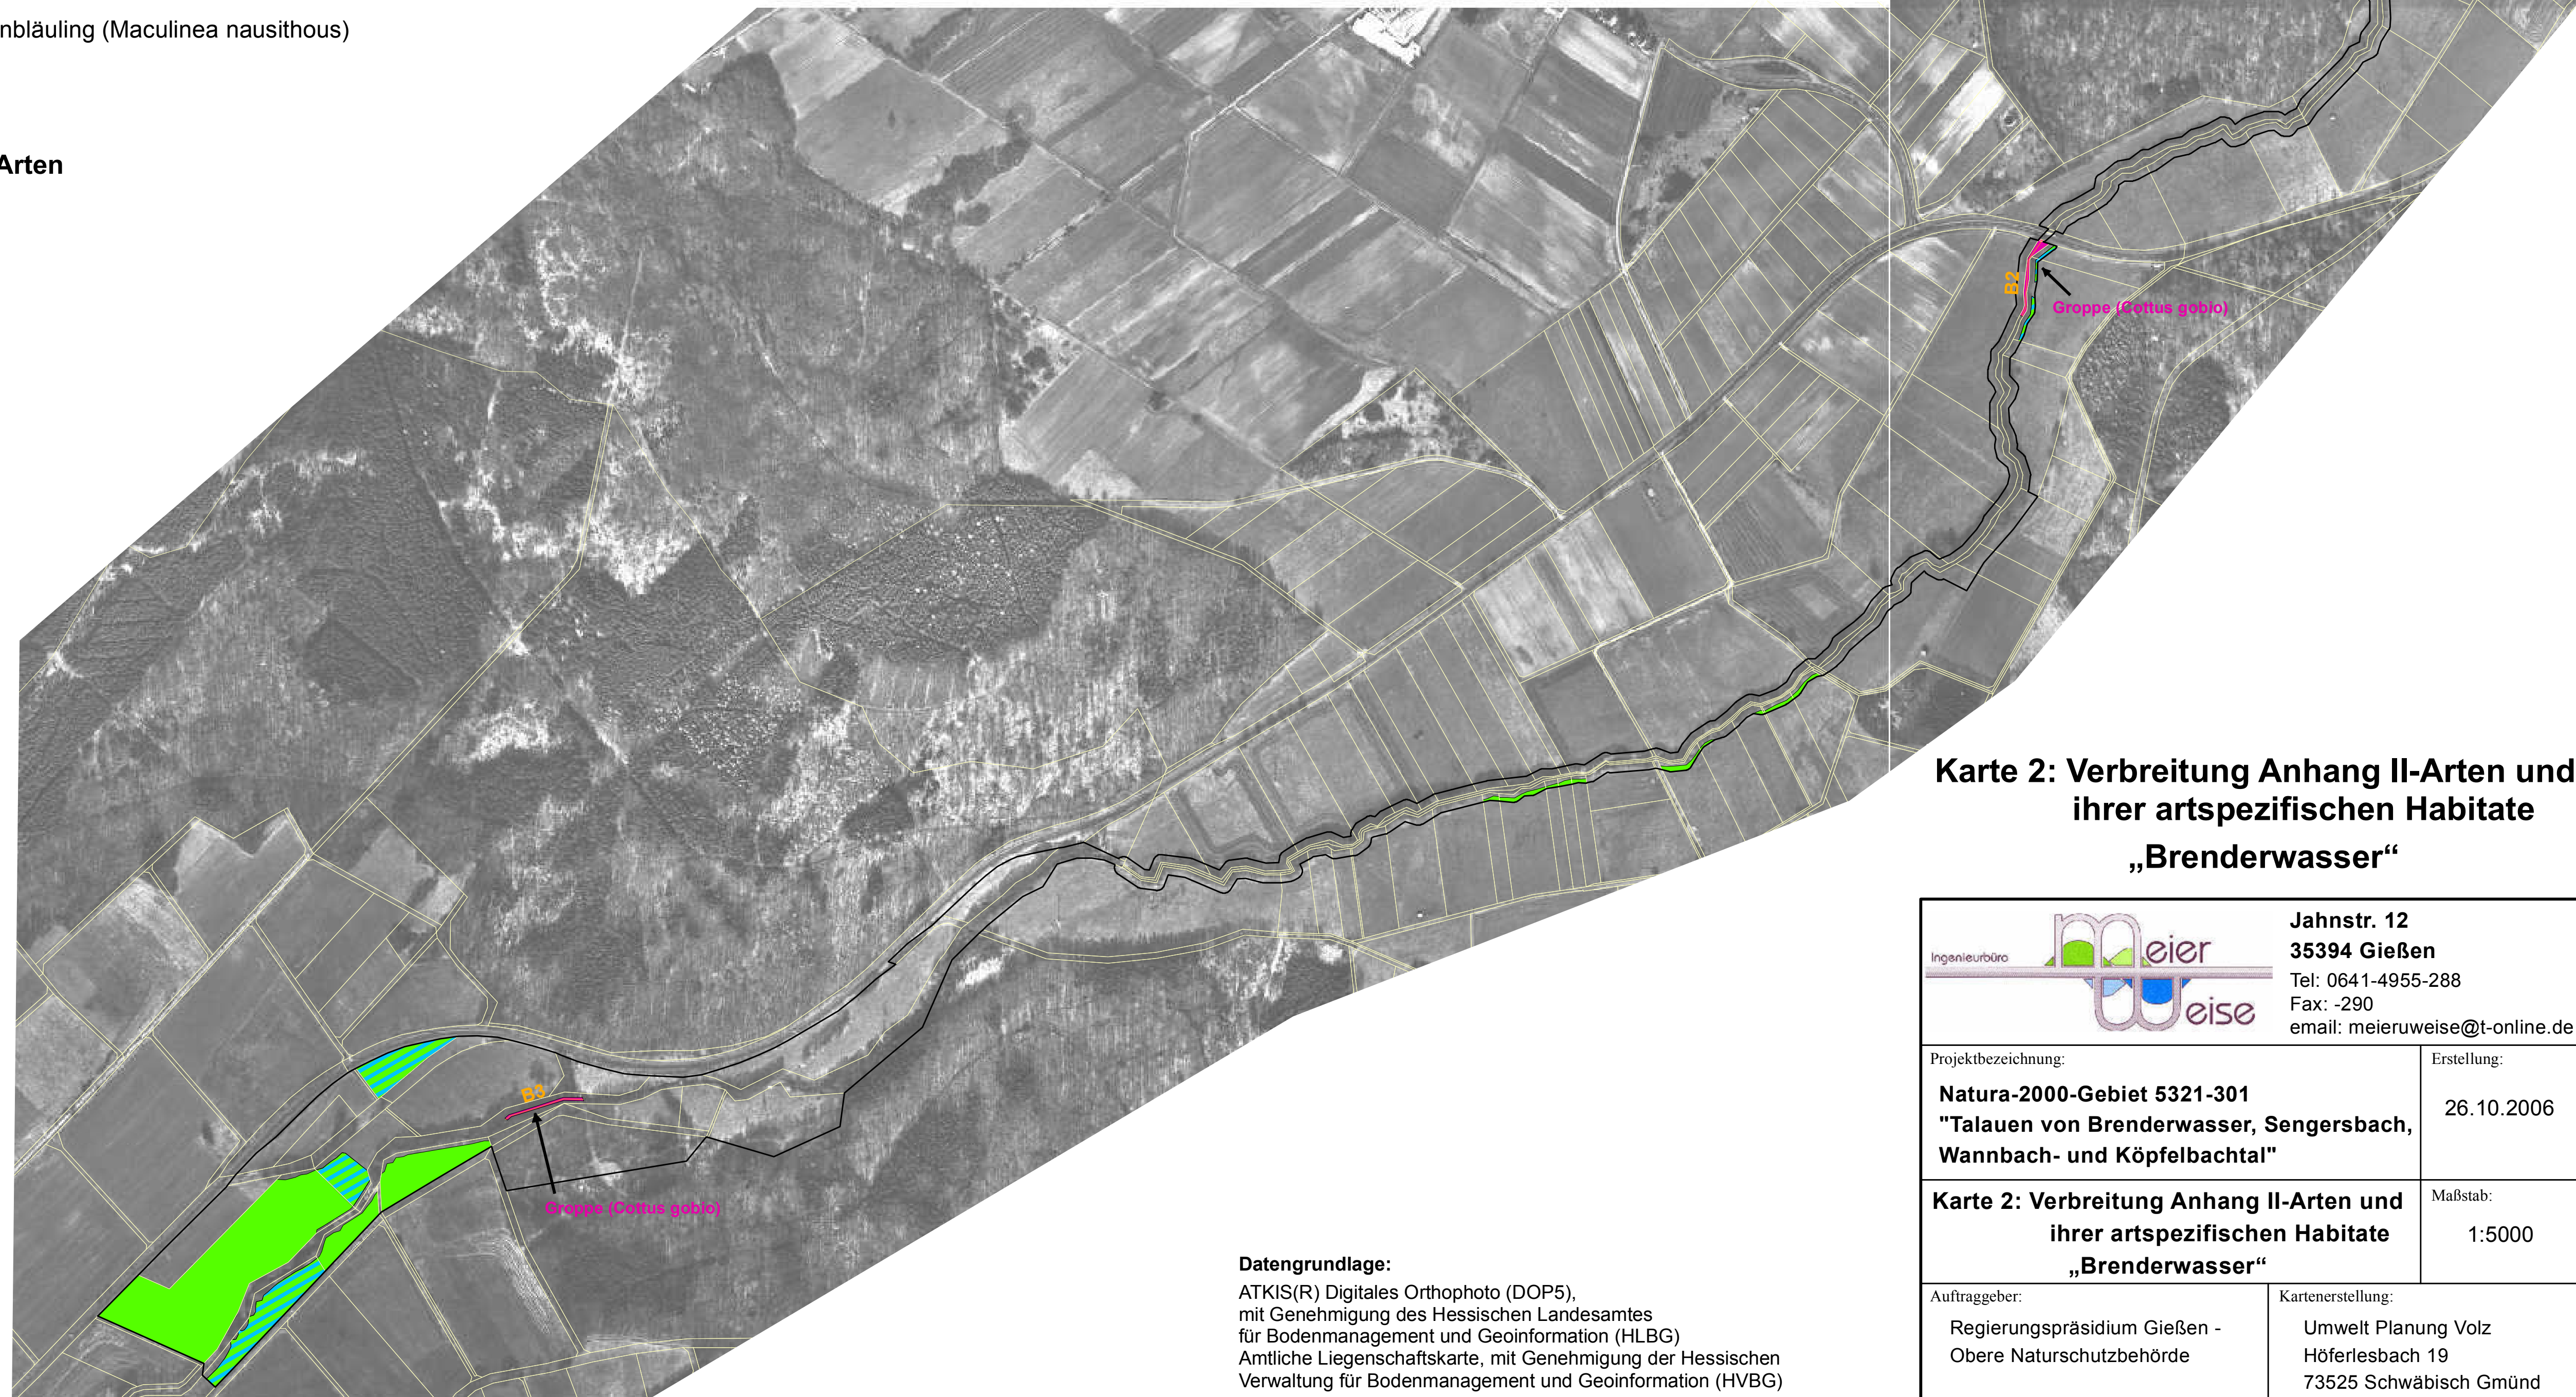 nbläuling (Maculinea nausithous)
Arten
B2
Groppe (Cottus gobio)
B3
Groppe (Cottus gobio)
Karte 2: Verbreitung Anhang II-Arten und
ihrer artspezifischen Habitate
„Brenderwasser“
Ingenieurbüro
Meier
Weise
Jahnstr. 12
35394 Gießen
Tel: 0641-4955-288
Fax: -290
email: meieruweise@t-online.de
Projektbezeichnung:
Natura-2000-Gebiet 5321-301
"Talauen von Brenderwasser, Sengersbach,
Wannbach- und Köpfelbachtal"
Erstellung:
26.10.2006
Karte 2: Verbreitung Anhang II-Arten und
ihrer artspezifischen Habitate
„Brenderwasser“
Maßstab:
1:5000
Auftraggeber:
Regierungspräsidium Gießen -
Obere Naturschutzbehörde
Kartenerstellung:
Umwelt Planung Volz
Höferlesbach 19
73525 Schwäbisch Gmünd
Datengrundlage:
ATKIS(R) Digitales Orthophoto (DOP5),
mit Genehmigung des Hessischen Landesamtes
für Bodenmanagement und Geoinformation (HLBG)
Amtliche Liegenschaftskarte, mit Genehmigung der Hessischen
Verwaltung für Bodenmanagement und Geoinformation (HVBG)